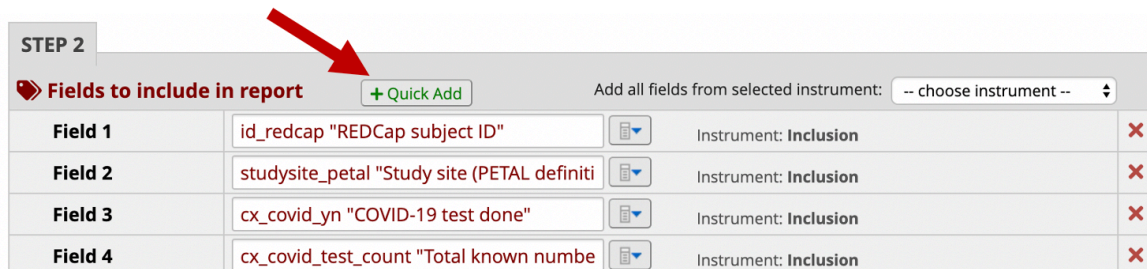 STEP 2
Fields to include in report + Quick Add Add all fields from selected instrument: -- choose instrument --
Field 1 id_redcap "REDCap subject ID" Instrument: Inclusion
Field 2 studysite_petal "Study site (PETAL definiti Instrument: Inclusion
Field 3 cx_covid_yn "COVID-19 test done" Instrument: Inclusion
Field 4 cx_covid_test_count "Total known numbe Instrument: Inclusion